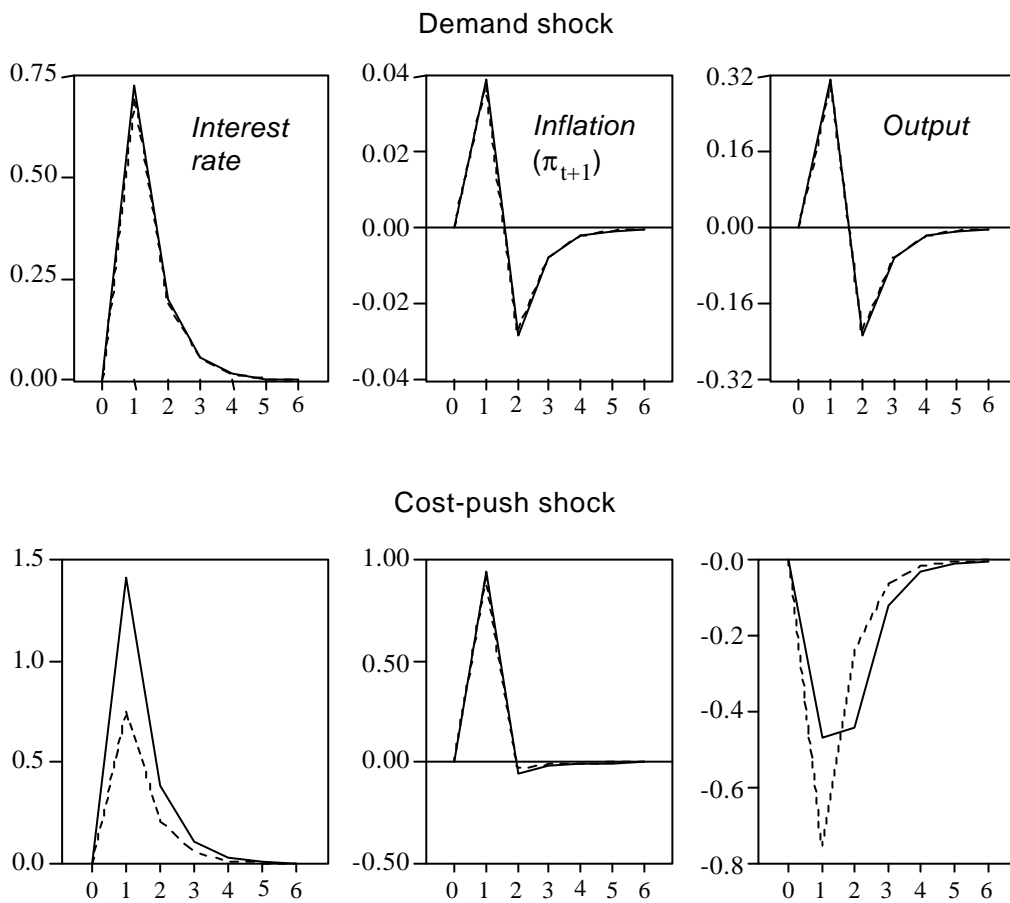 Demand shock
0.75
0.50
0.25
0.00
Interest
rate
0 1 2 3 4 5 6
0.04
0.02
0.00
-0.02
-0.04
Inflation
(π_{t+1})
0 1 2 3 4 5 6
0.32
0.16
0.00
-0.16
-0.32
Output
0 1 2 3 4 5 6
Cost-push shock
1.5
1.0
0.5
0.0
0 1 2 3 4 5 6
1.00
0.50
0.00
-0.50
0 1 2 3 4 5 6
-0.0
-0.2
-0.4
-0.6
-0.8
0 1 2 3 4 5 6